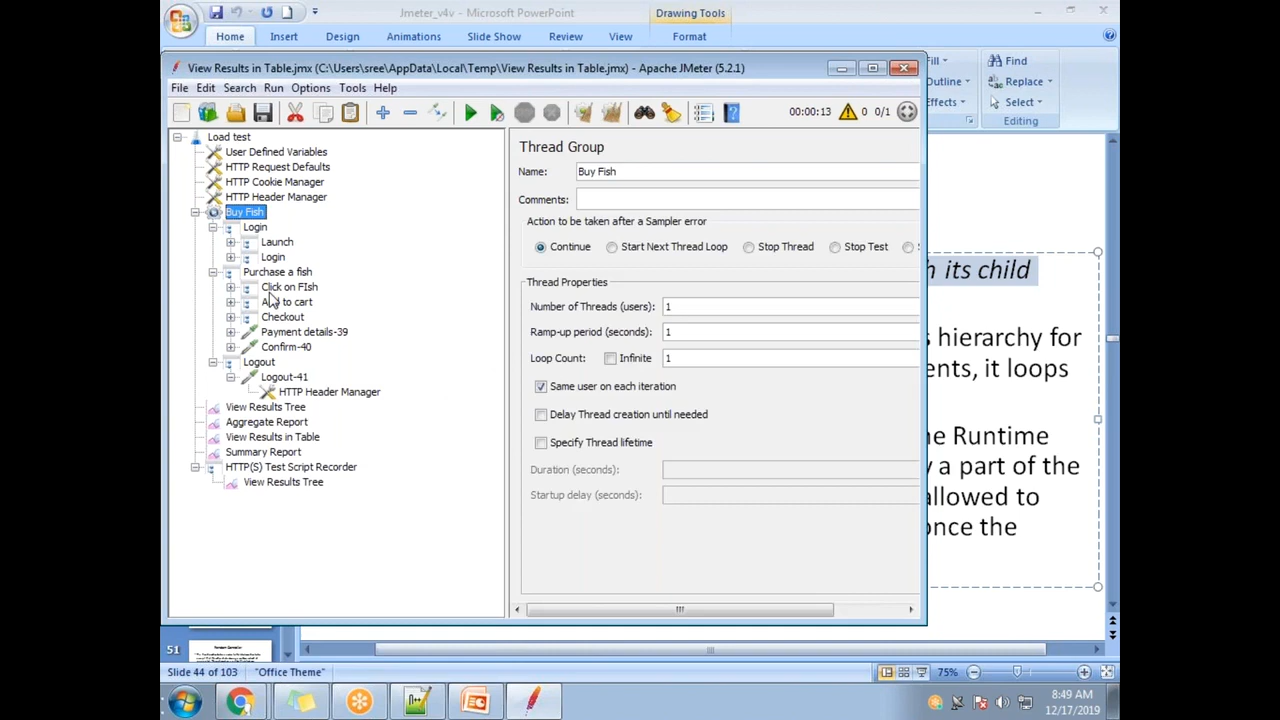 Jmeter_v4v - Microsoft PowerPoint
Drawing Tools
Home
Insert
Design
Animations
Slide Show
Review
View
Format
Fill
Find
Outline
Replace
Effects
Select
Editing
View Results in Table.jmx (C:\Users\sree\AppData\Local\Temp\View Results in Table.jmx) - Apache JMeter (5.2.1)
File Edit Search Run Options Tools Help
00:00:13
0 0/1
Load test
User Defined Variables
HTTP Request Defaults
HTTP Cookie Manager
HTTP Header Manager
Buy Fish
Login
Launch
Login
Purchase a fish
Click on FIsh
to cart
Checkout
Payment details-39
Confirm-40
Logout
Logout-41
HTTP Header Manager
View Results Tree
Aggregate Report
View Results in Table
Summary Report
HTTP(S) Test Script Recorder
View Results Tree
Thread Group
Name: Buy Fish
Comments:
Action to be taken after a Sampler error
Continue
Start Next Thread Loop
Stop Thread
Stop Test
Thread Properties
Number of Threads (users): 1
Ramp-up period (seconds): 1
Loop Count: Infinite 1
Same user on each iteration
Delay Thread creation until needed
Specify Thread lifetime
Duration (seconds):
Startup delay (seconds):
its child
hierarchy for
ents, it loops
Runtime
a part of the
allowed to
once the
51
Slide 44 of 103
"Office Theme"
75%
8:49 AM
12/17/2019